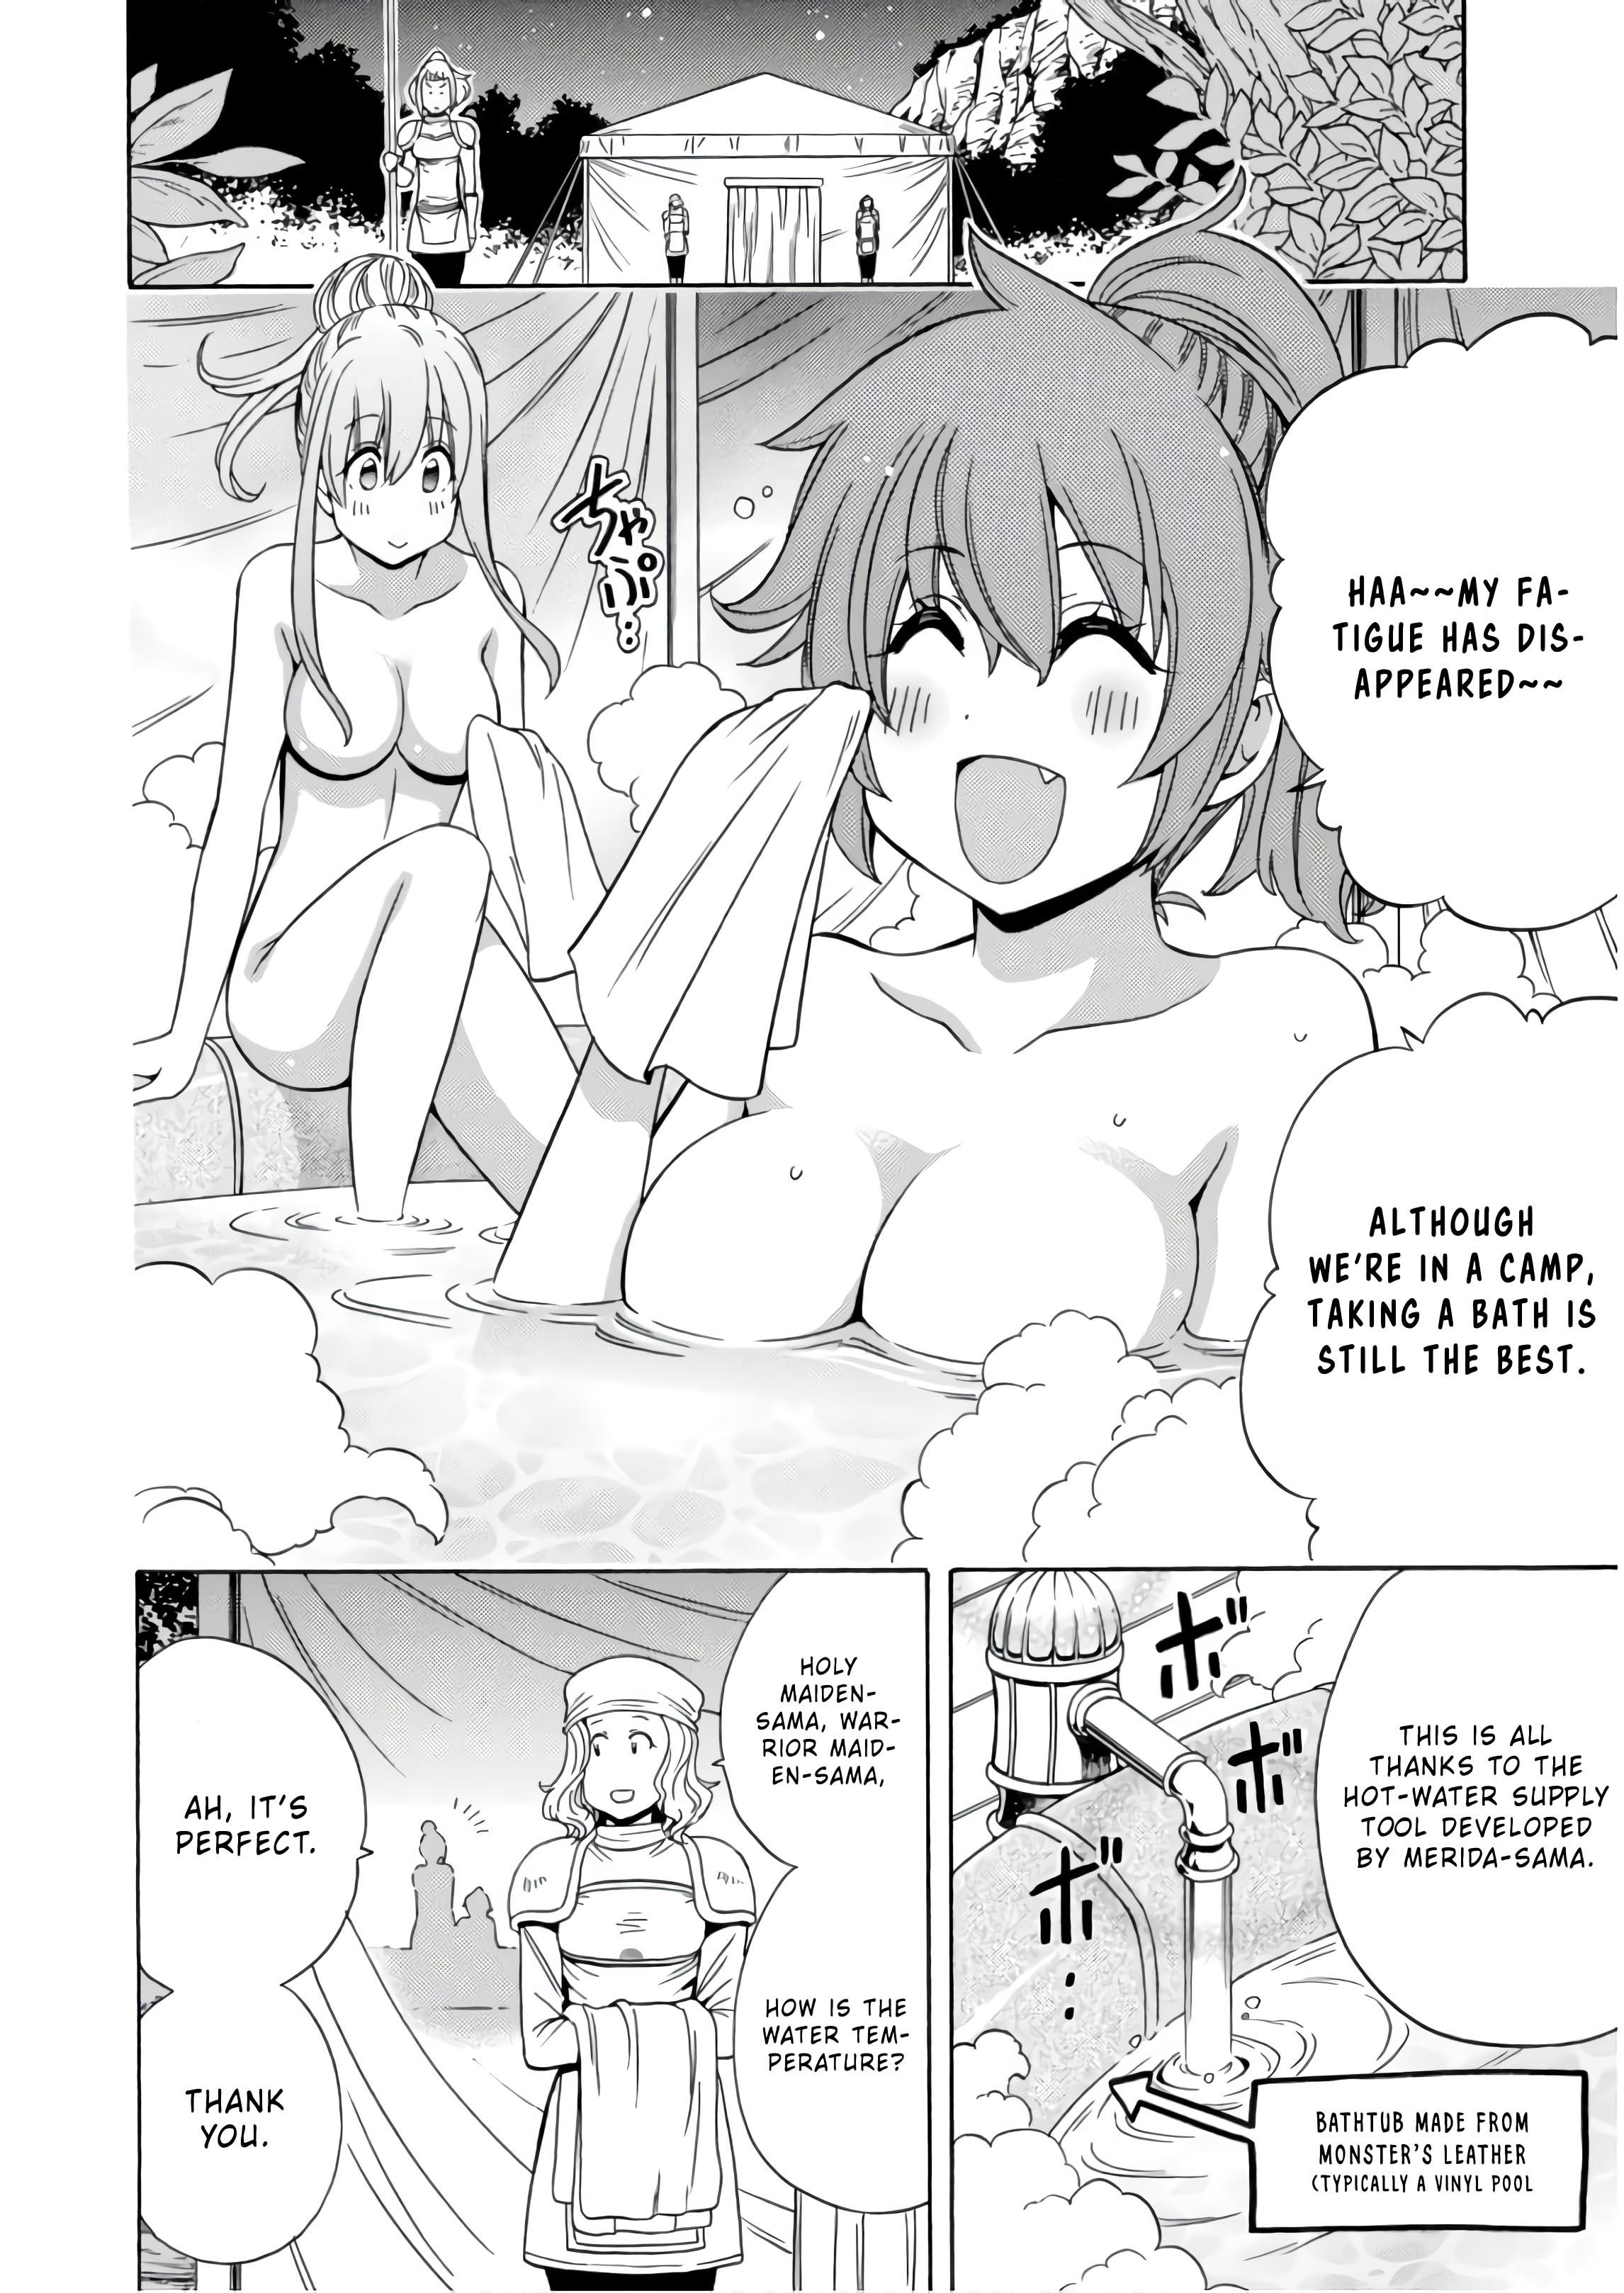 HAA~~MY FA-
TIGUE HAS DIS-
APPEARED~~
ちゃ
ぷ…
ALTHOUGH
WE'RE IN A CAMP,
TAKING A BATH IS
STILL THE BEST.
THIS IS ALL
THANKS TO THE
HOT-WATER SUPPLY
TOOL DEVELOPED
BY MERIDA-SAMA.
ボ
ボ
ボ…
BATHTUB MADE FROM
MONSTER'S LEATHER
(TYPICALLY A VINYL POOL
HOLY
MAIDEN-
SAMA, WAR-
RIOR MAID-
EN-SAMA,
HOW IS THE
WATER TEM-
PERATURE?
AH, IT'S
PERFECT.
THANK
YOU.